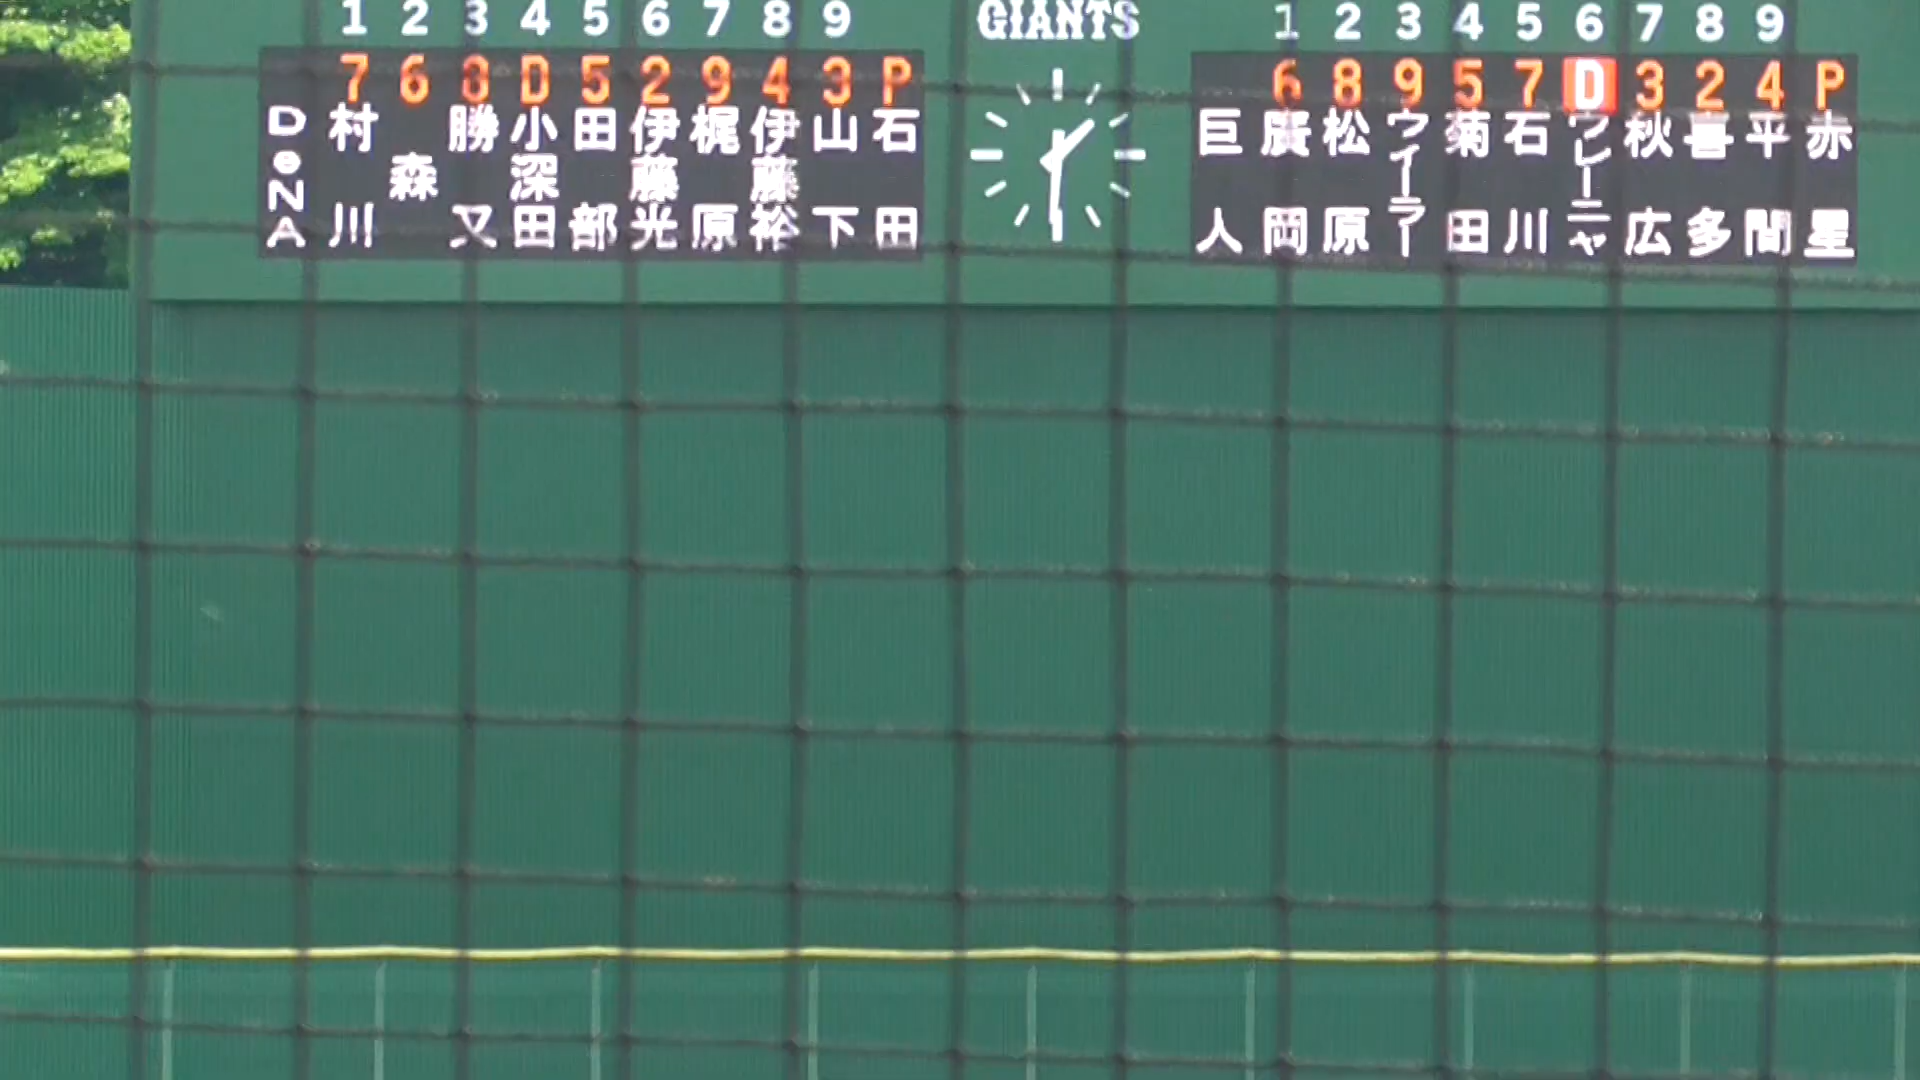 1 2 3 4 5 6 7 8 9
7 6 8 D 5 2 9 4 3 P
DeNA
村川
森
勝又
小深田
田部
伊藤光
梶原
伊藤裕
山下
石田
GIANTS
1 2 3 4 5 6 7 8 9
6 8 9 5 7 D 3 2 4 P
巨人
廣岡
松原
ウィーラー
菊田
石川
ウレーニャ
秋広
喜多
平間
赤星